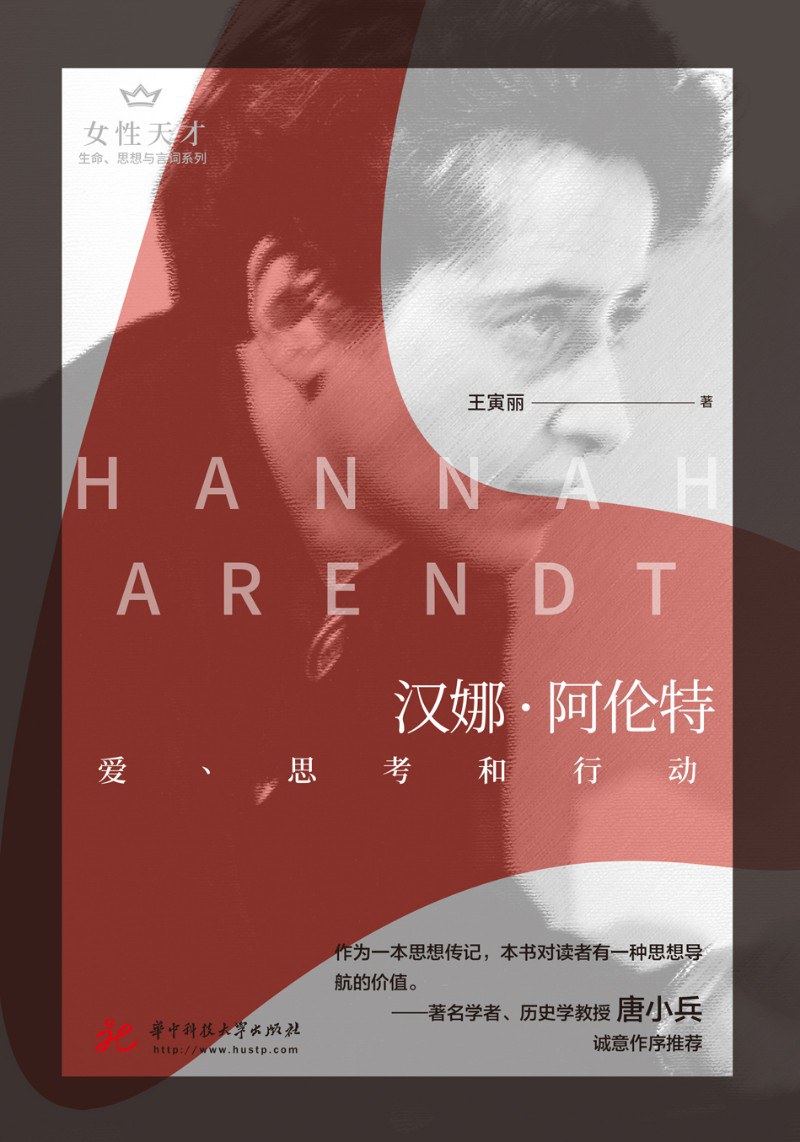 女性天才
生命、思想与言词系列
王寅丽 著
HANNAH
ARENDT
汉娜·阿伦特
爱、思考和行动
作为一本思想传记，本书对读者有一种思想导
航的价值。
——著名学者、历史学教授 唐小兵
诚意作序推荐
华中科技大学出版社
http://www.hustp.com